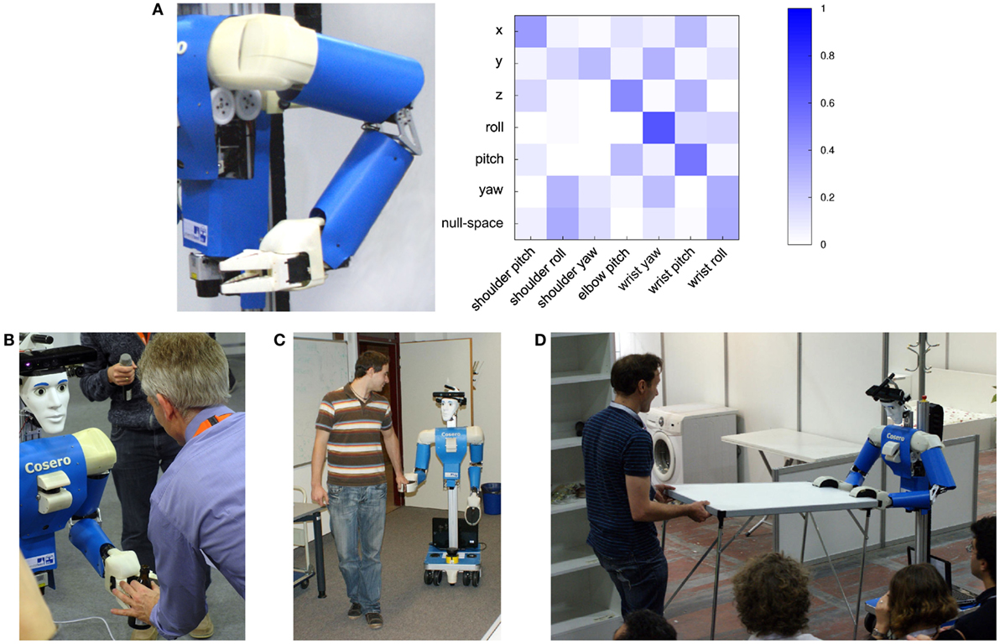 A
x
y
z
roll
pitch
yaw
null-space
shoulder pitch
shoulder roll
shoulder yaw
elbow pitch
wrist yaw
wrist pitch
wrist roll
1
0.8
0.6
0.4
0.2
0
B
Cosero
C
Cosero
D
Cosero